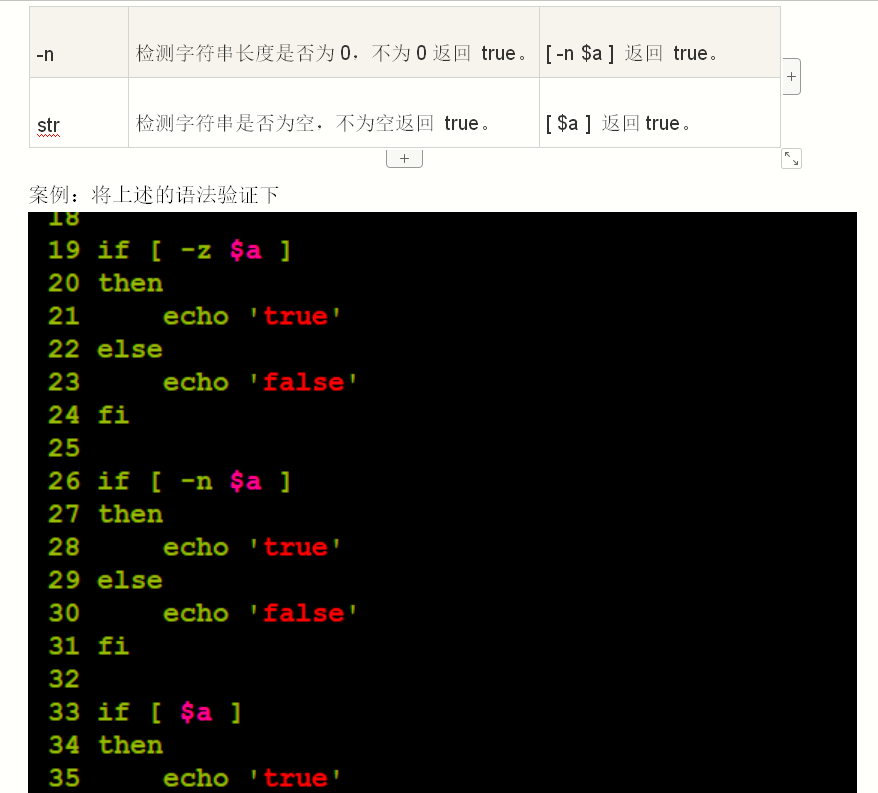 -n 检测字符串长度是否为 0，不为 0 返回 true。 [ -n $a ] 返回 true。
str 检测字符串是否为空，不为空返回 true。 [ $a ] 返回 true。
案例：将上述的语法验证下
18
19 if [ -z $a ]
20 then
21     echo 'true'
22 else
23     echo 'false'
24 fi
25
26 if [ -n $a ]
27 then
28     echo 'true'
29 else
30     echo 'false'
31 fi
32
33 if [ $a ]
34 then
35     echo 'true'